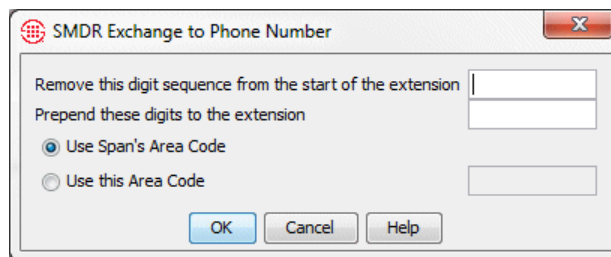 SMDR Exchange to Phone Number
Remove this digit sequence from the start of the extension
Prepend these digits to the extension
Use Span's Area Code
Use this Area Code
OK Cancel Help